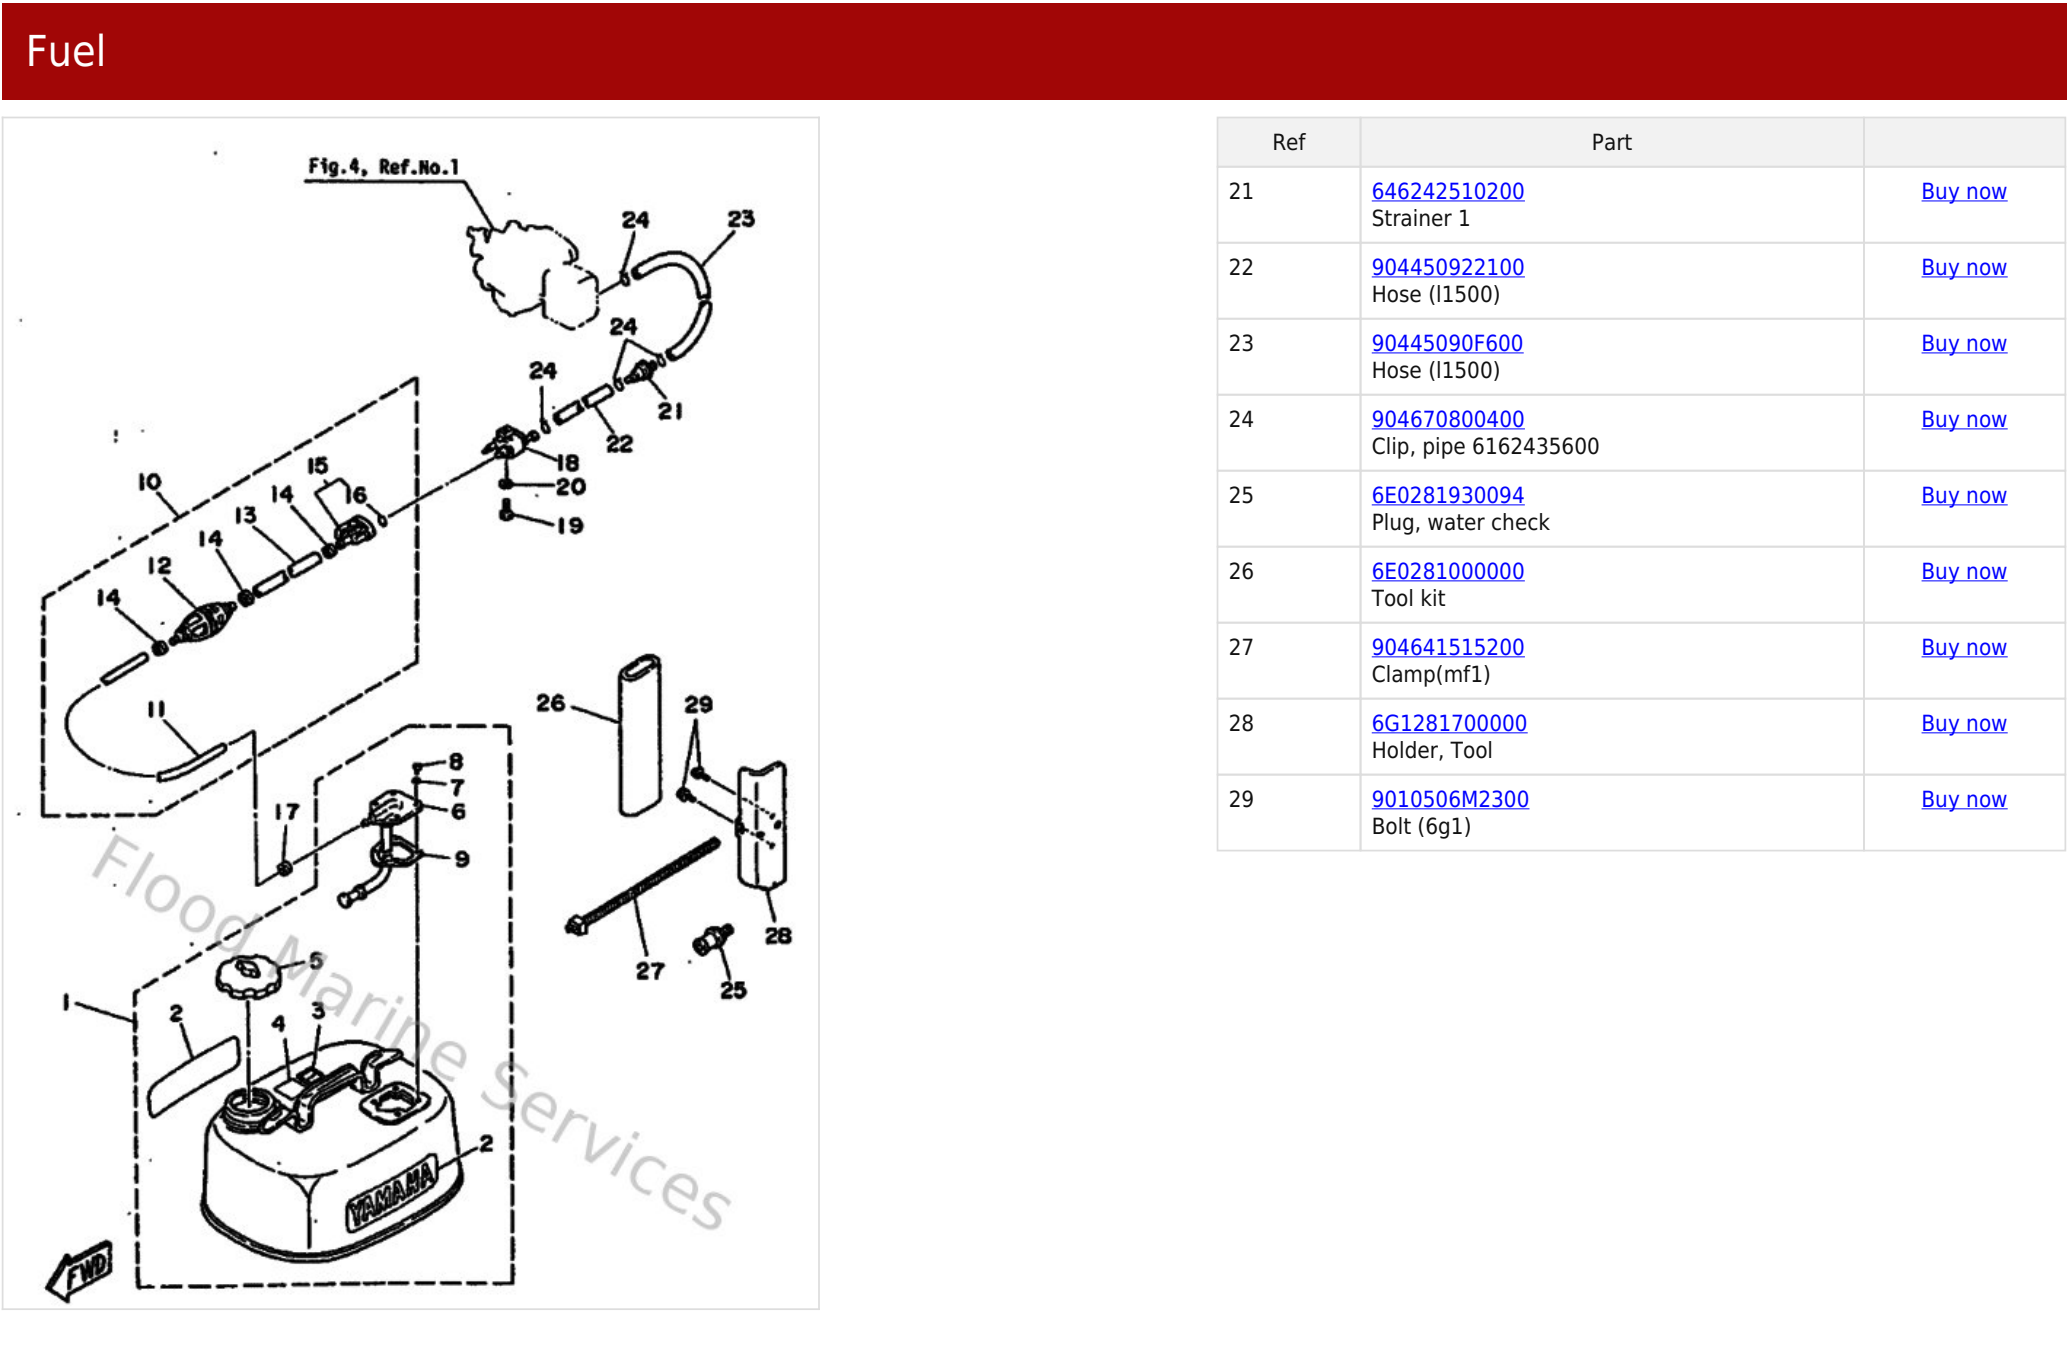 Fuel
Fig.4, Ref.No.1
24
23
24
24
21
22
18
20
19
10
15
16
14
13
14
12
14
11
26
29
8
7
6
17
9
28
27
25
5
1
2
4
3
2
YAMAHA
FWD
Flood Marine Services
Ref Part
21 646242510200 Buy now
Strainer 1
22 904450922100 Buy now
Hose (l1500)
23 90445090F600 Buy now
Hose (l1500)
24 904670800400 Buy now
Clip, pipe 6162435600
25 6E0281930094 Buy now
Plug, water check
26 6E0281000000 Buy now
Tool kit
27 904641515200 Buy now
Clamp(mf1)
28 6G1281700000 Buy now
Holder, Tool
29 9010506M2300 Buy now
Bolt (6g1)